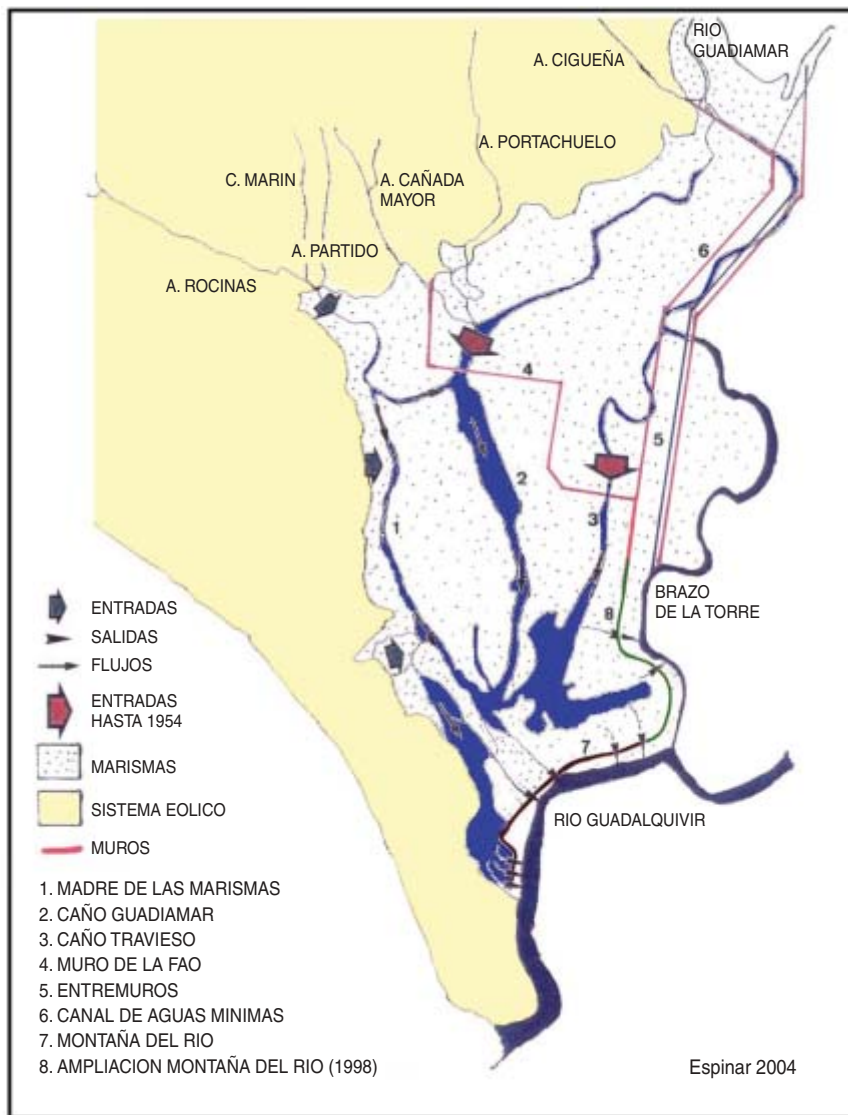 RIO
GUADIAMAR
A. CIGUEÑA
A. PORTACHUELO
C. MARIN
A. CAÑADA
MAYOR
A. PARTIDO
A. ROCINAS
6
4
5
2
3
1
BRAZO
DE LA TORRE
8
7
RIO GUADALQUIVIR
ENTRADAS
SALIDAS
FLUJOS
ENTRADAS
HASTA 1954
MARISMAS
SISTEMA EOLICO
MUROS
1. MADRE DE LAS MARISMAS
2. CAÑO GUADIAMAR
3. CAÑO TRAVIESO
4. MURO DE LA FAO
5. ENTREMUROS
6. CANAL DE AGUAS MINIMAS
7. MONTAÑA DEL RIO
8. AMPLIACION MONTAÑA DEL RIO (1998)
Espinar 2004